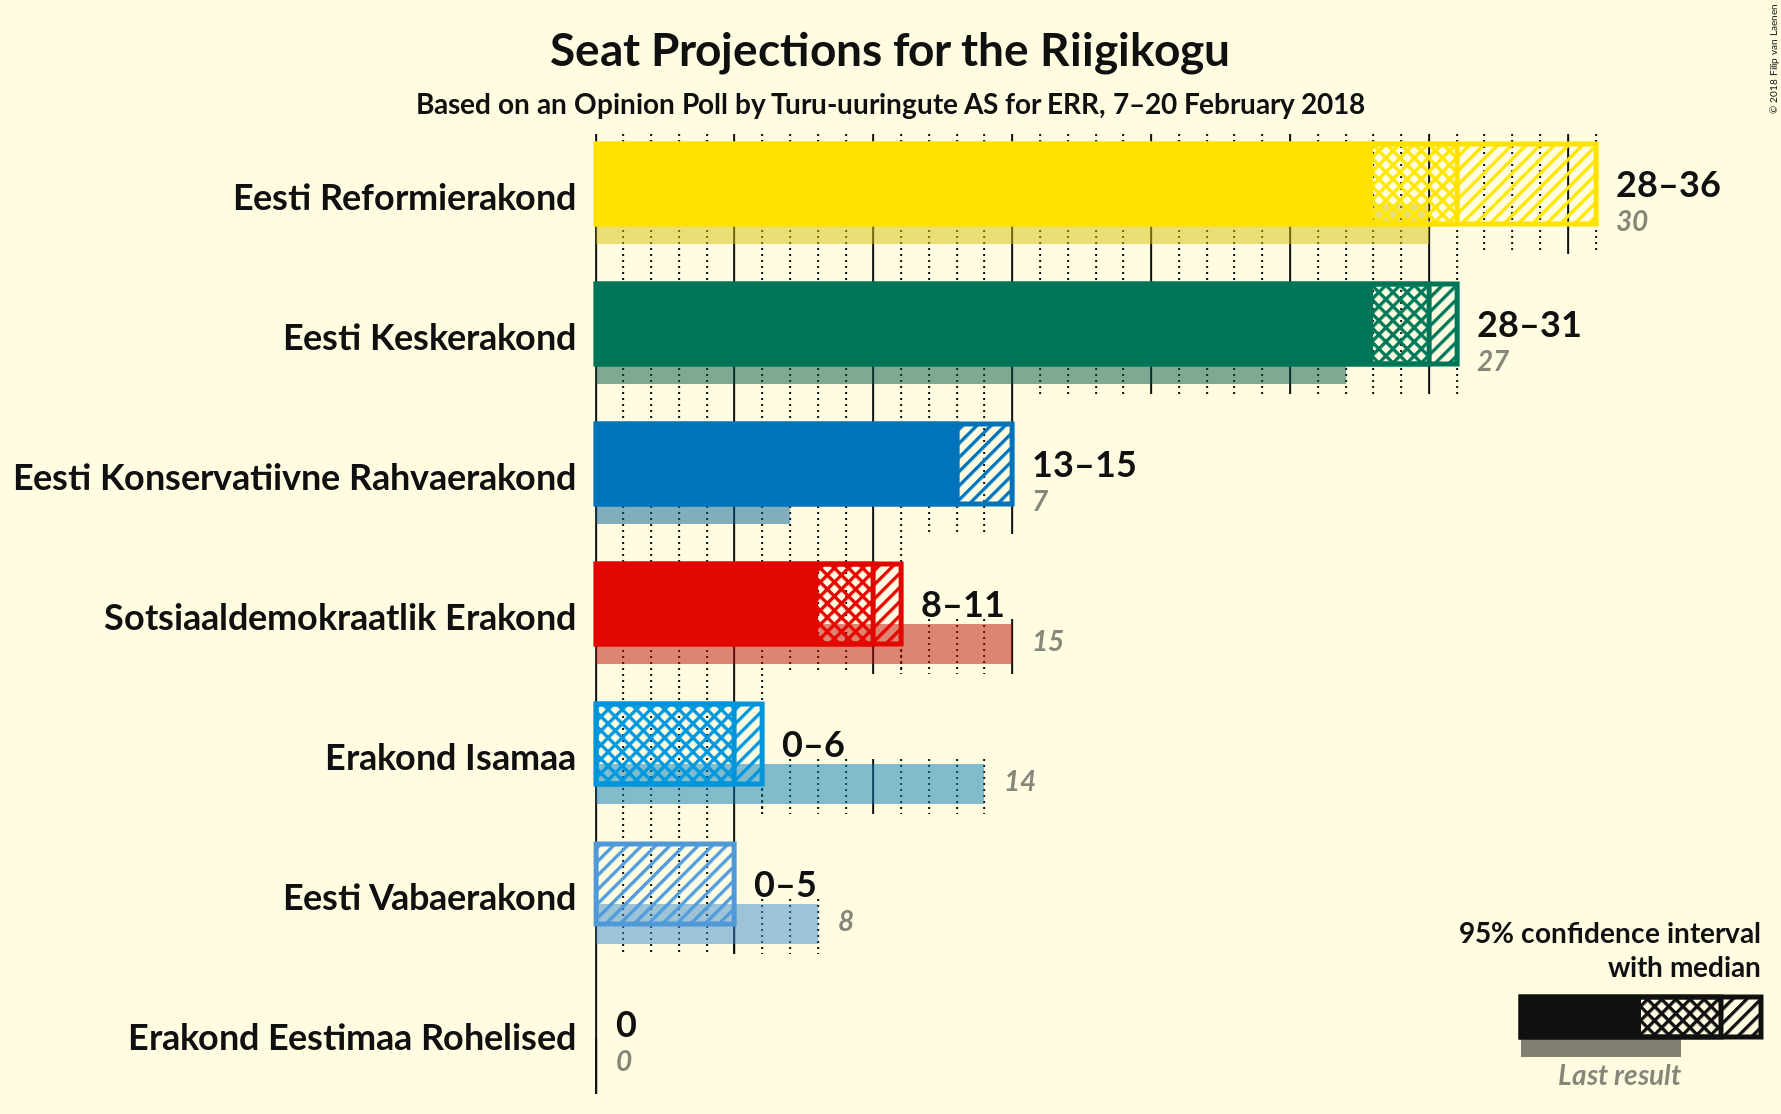 Seat Projections for the Riigikogu
Based on an Opinion Poll by Turu-uuringute AS for ERR, 7–20 February 2018
© 2018 Filip van Laenen
Eesti Reformierakond
28–36
30
Eesti Keskerakond
28–31
27
Eesti Konservatiivne Rahvaerakond
13–15
7
Sotsiaaldemokraatlik Erakond
8–11
15
Erakond Isamaa
0–6
14
Eesti Vabaerakond
0–5
8
Erakond Eestimaa Rohelised
0
0
95% confidence interval
with median
Last result